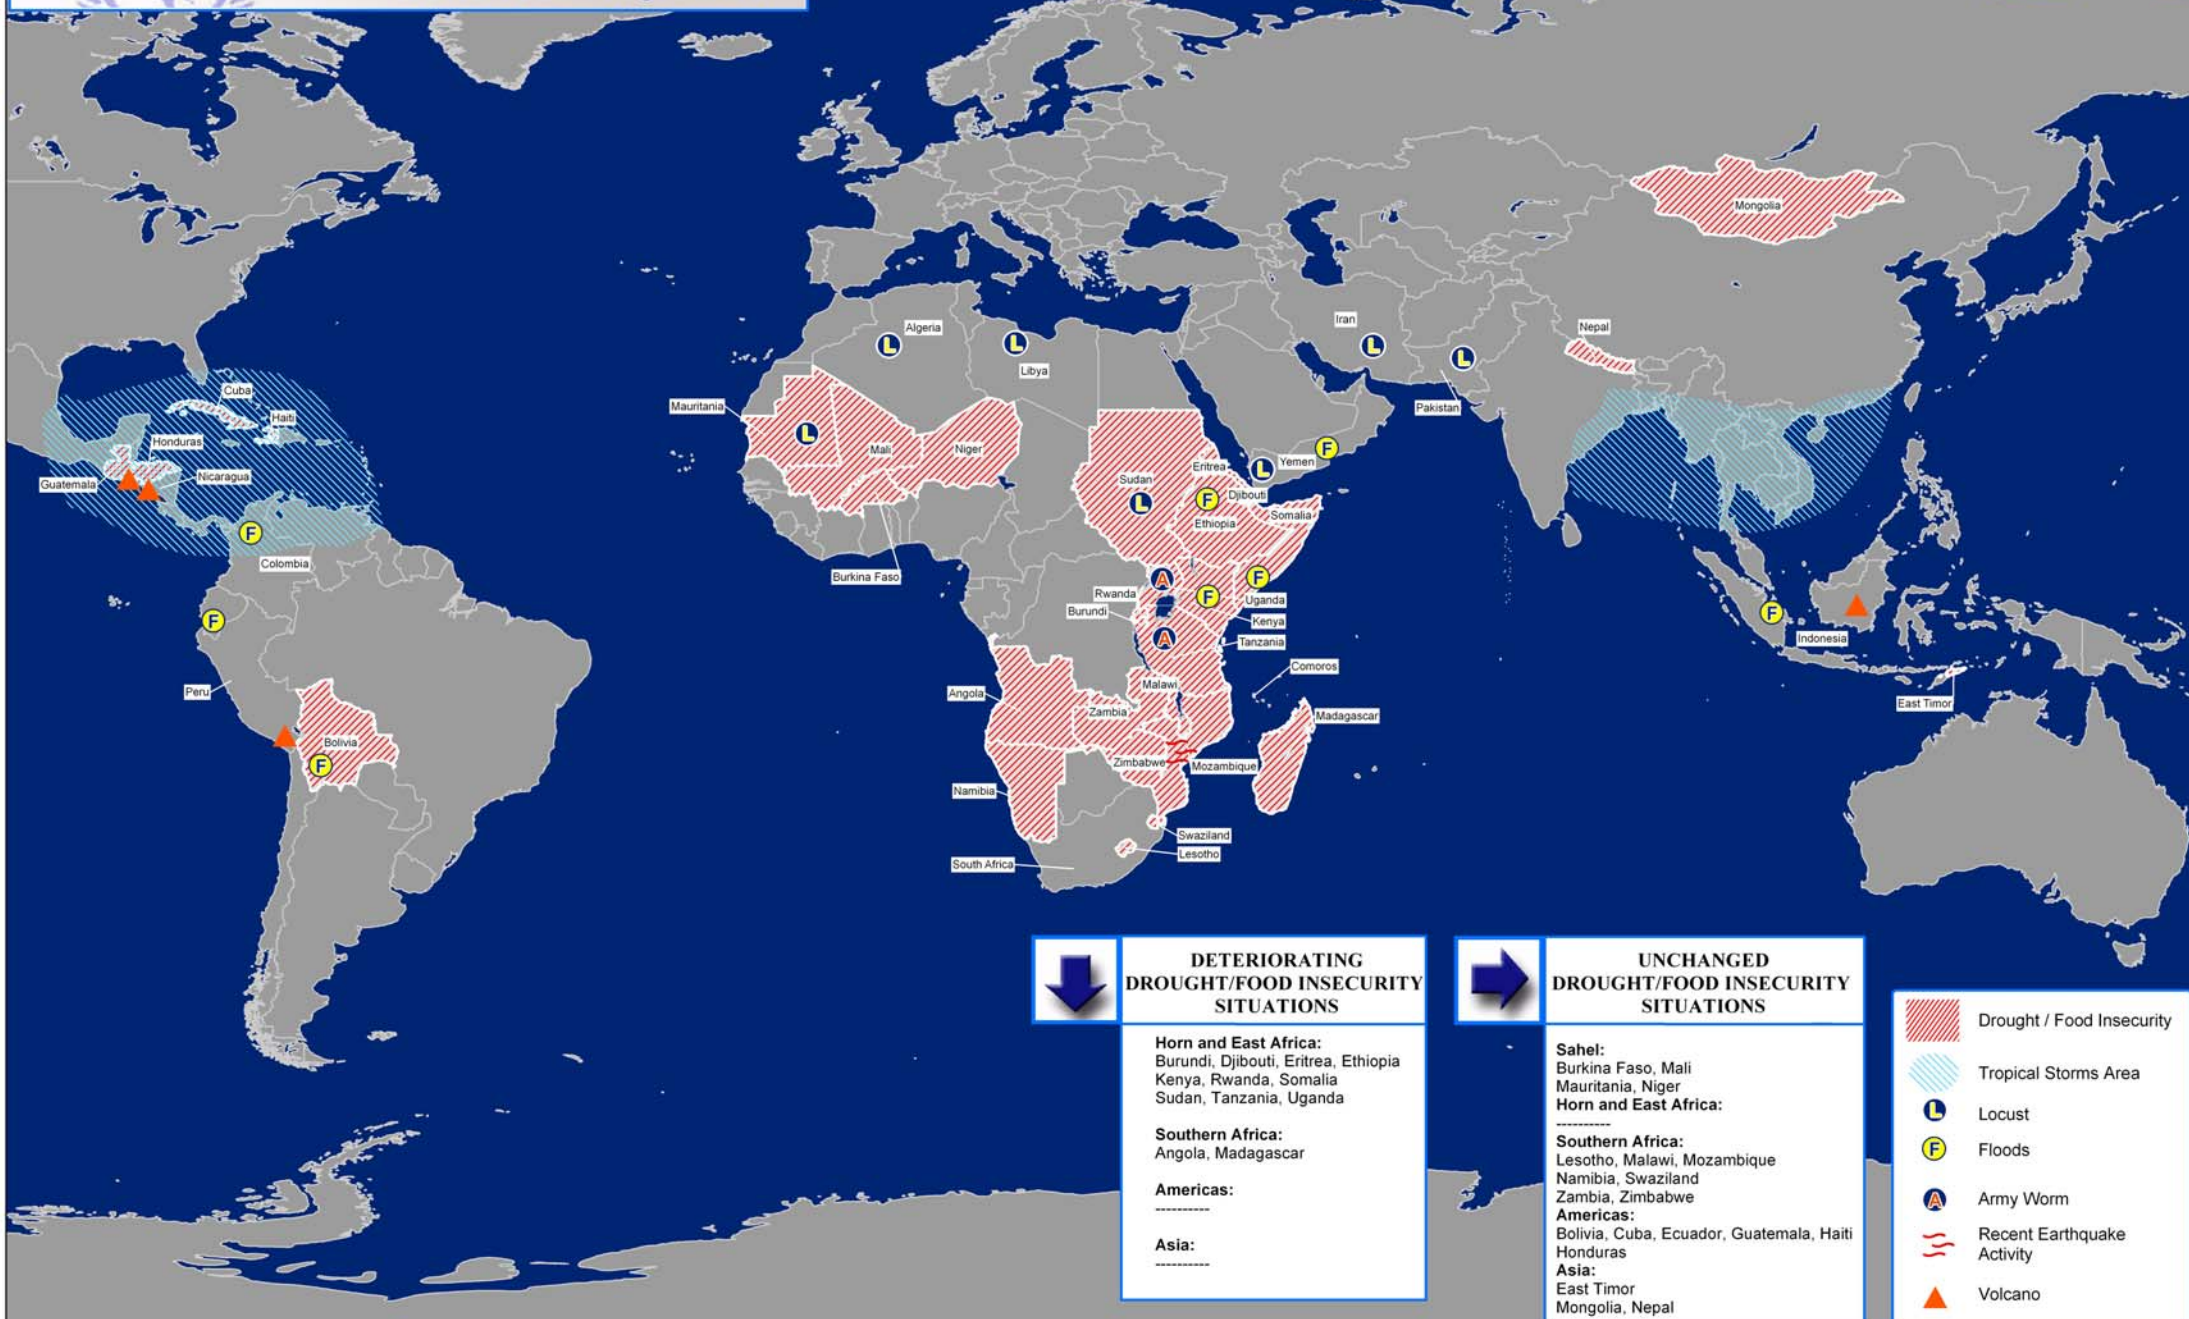 Mongolia
Iran
Nepal
Algeria
Libya
Pakistan
Cuba
Haiti
Mauritania
Honduras
Mali
Niger
Yemen
Eritrea
Nicaragua
Guatemala
Sudan
Djibouti
Somalia
Ethiopia
Colombia
Burkina Faso
Rwanda
Uganda
Burundi
Kenya
Tanzania
Indonesia
Comoros
Malawi
Peru
Angola
East Timor
Zambia
Madagascar
Bolivia
Zimbabwe
Mozambique
Namibia
Swaziland
Lesotho
South Africa
L
L
L
L
L
L
L
F
F
F
F
F
F
F
F
A
A
DETERIORATING
DROUGHT/FOOD INSECURITY
SITUATIONS
Horn and East Africa:
Burundi, Djibouti, Eritrea, Ethiopia
Kenya, Rwanda, Somalia
Sudan, Tanzania, Uganda
Southern Africa:
Angola, Madagascar
Americas:
----------
Asia:
----------
UNCHANGED
DROUGHT/FOOD INSECURITY
SITUATIONS
Sahel:
Burkina Faso, Mali
Mauritania, Niger
Horn and East Africa:
----------
Southern Africa:
Lesotho, Malawi, Mozambique
Namibia, Swaziland
Zambia, Zimbabwe
Americas:
Bolivia, Cuba, Ecuador, Guatemala, Haiti
Honduras
Asia:
East Timor
Mongolia, Nepal
Drought / Food Insecurity
Tropical Storms Area
L Locust
F Floods
A Army Worm
Recent Earthquake
Activity
Volcano